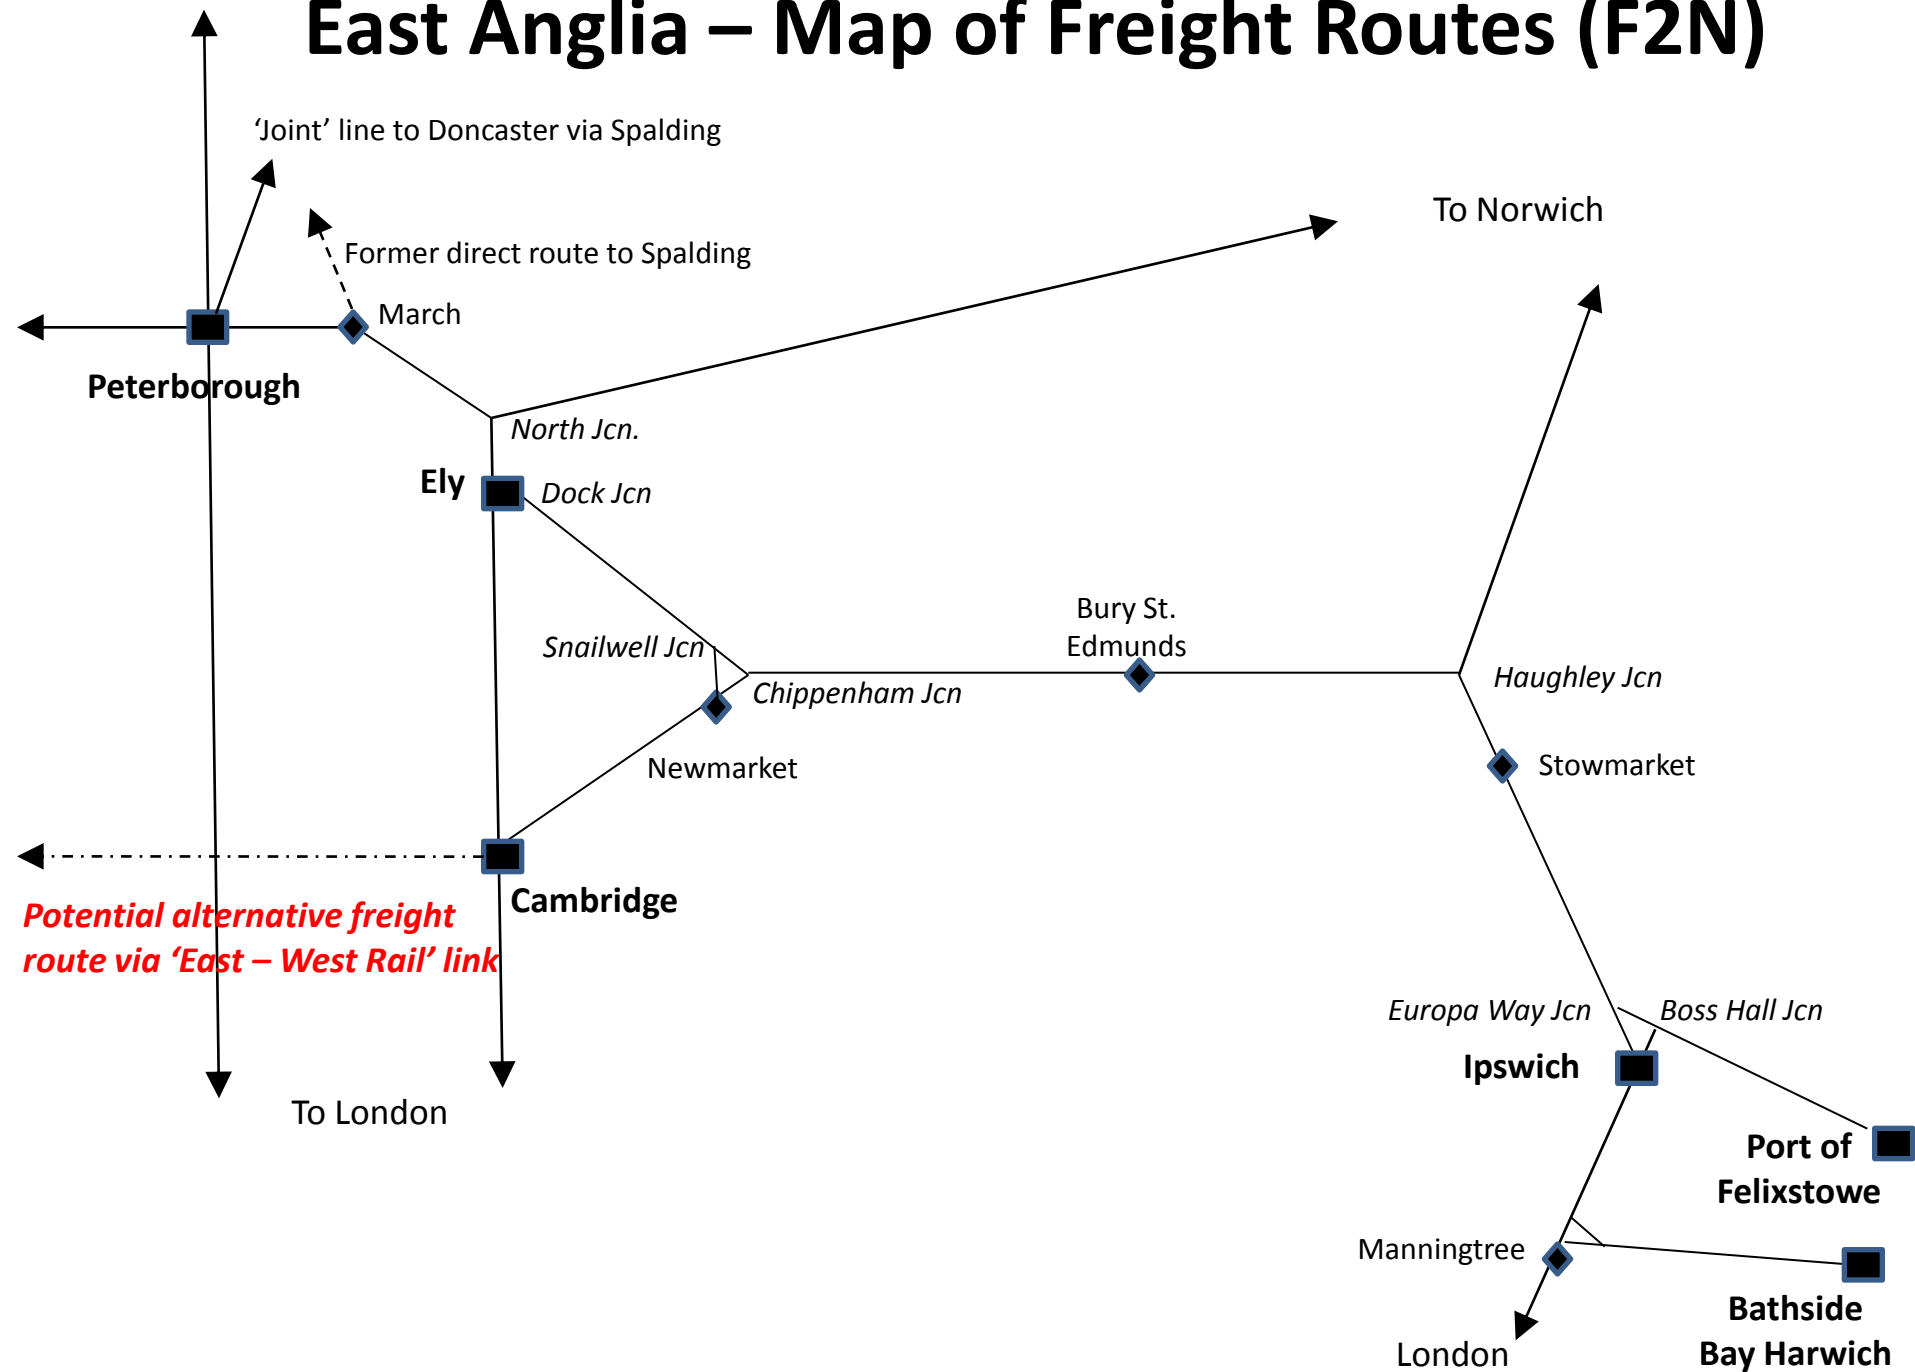 East Anglia – Map of Freight Routes (F2N)
‘Joint’ line to Doncaster via Spalding
To Norwich
Former direct route to Spalding
March
Peterborough
North Jcn.
Ely
Dock Jcn
Bury St.
Edmunds
Snailwell Jcn
Chippenham Jcn
Haughley Jcn
Newmarket
Stowmarket
Cambridge
Potential alternative freight
route via ‘East – West Rail’ link
Europa Way Jcn
Boss Hall Jcn
Ipswich
To London
Port of
Felixstowe
Manningtree
Bathside
Bay Harwich
London